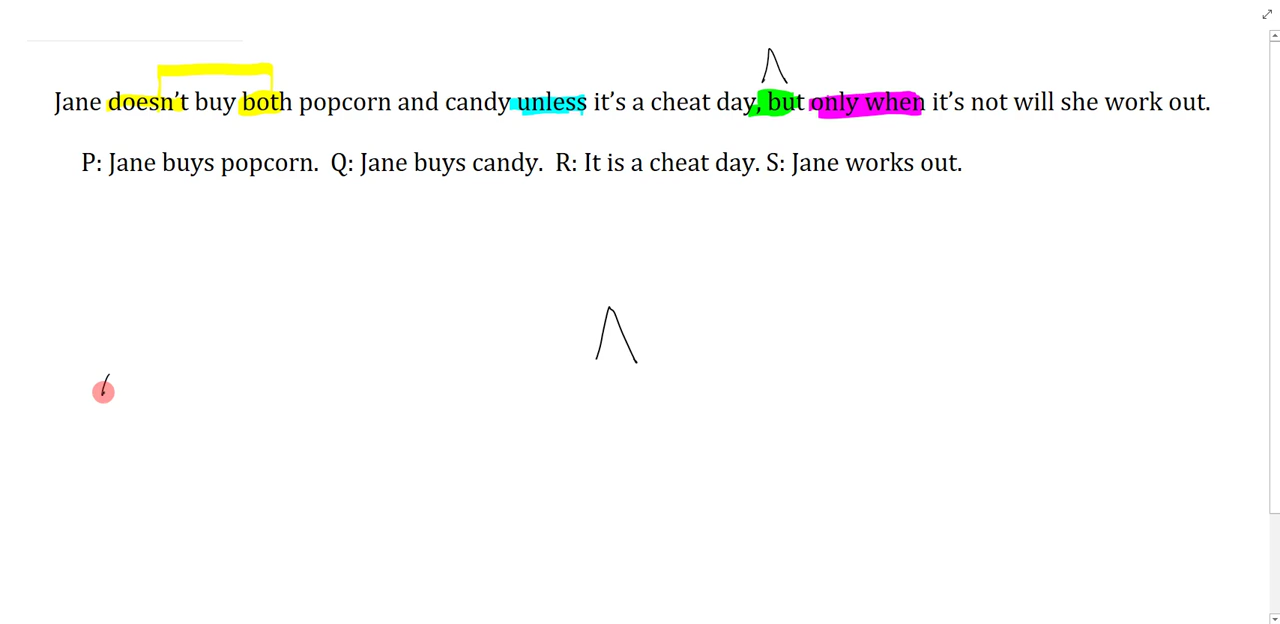 Λ
Jane doesn’t buy both popcorn and candy unless it’s a cheat day, but only when it’s not will she work out.
P: Jane buys popcorn. Q: Jane buys candy. R: It is a cheat day. S: Jane works out.
Λ
(